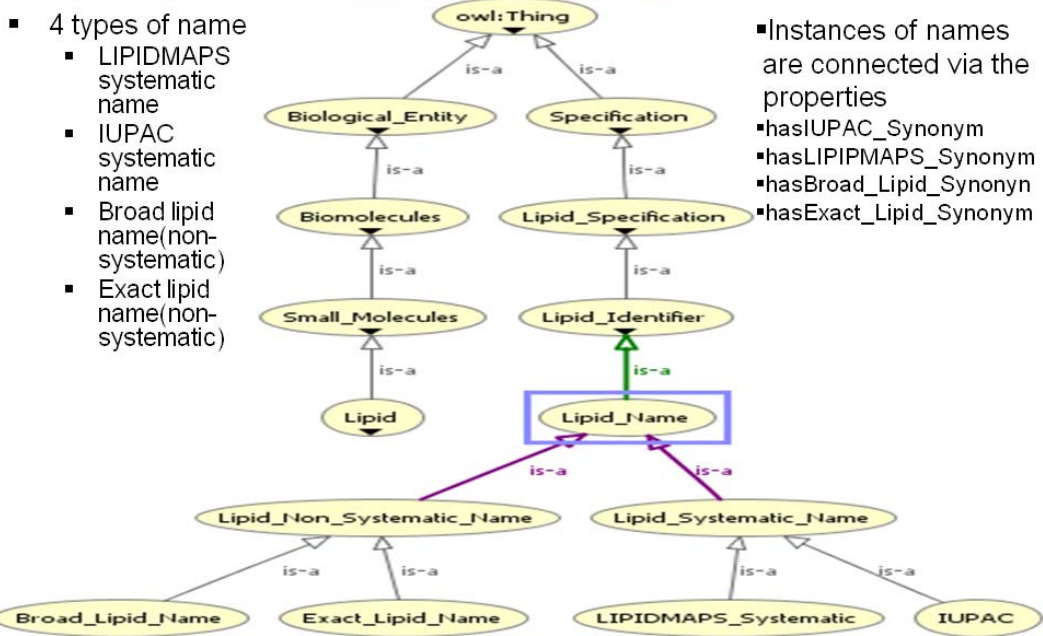 ▪ 4 types of name
▪ LIPIDMAPS
systematic
name
▪ IUPAC
systematic
name
▪ Broad lipid
name(non-
systematic)
▪ Exact lipid
name(non-
systematic)
owl:Thing
is-a
is-a
Biological_Entity
Specification
is-a
is-a
Biomolecules
Lipid_Specification
is-a
is-a
Small_Molecules
Lipid_Identifier
is-a
is-a
Lipid
Lipid_Name
is-a
is-a
Lipid_Non_Systematic_Name
Lipid_Systematic_Name
is-a
is-a
is-a
is-a
Broad_Lipid_Name
Exact_Lipid_Name
LIPIDMAPS_Systematic
IUPAC
▪Instances of names
are connected via the
properties
▪hasIUPAC_Synonym
▪hasLIPIPMAPS_Synonym
▪hasBroad_Lipid_Synonyn
▪hasExact_Lipid_Synonym